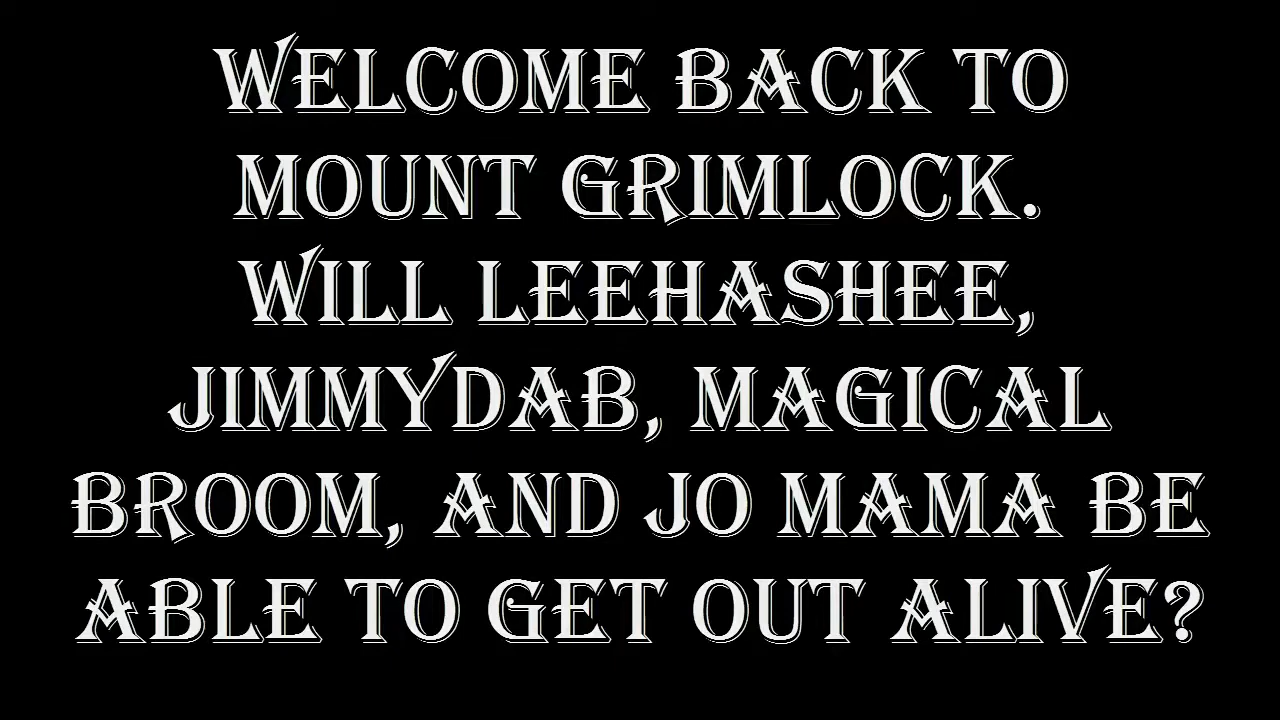 WELCOME BACK TO
MOUNT GRIMLOCK.
WILL LEEHASHEE,
JIMMYDAB, MAGICAL
BROOM, AND JO MAMA BE
ABLE TO GET OUT ALIVE?